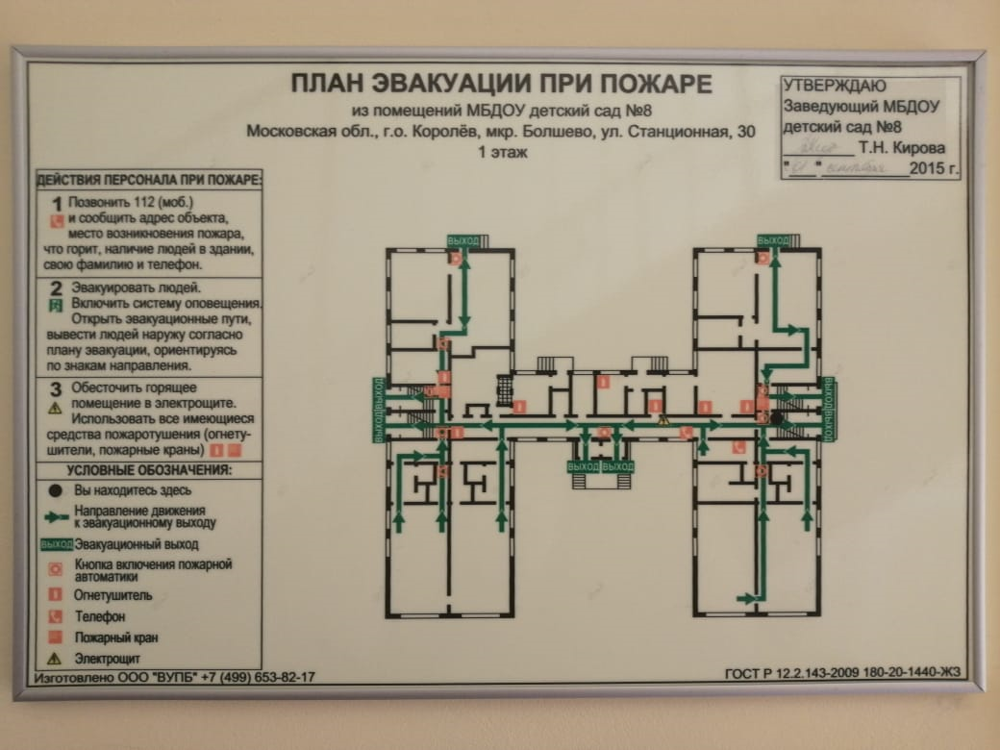 ПЛАН ЭВАКУАЦИИ ПРИ ПОЖАРЕ
из помещений МБДОУ детский сад №8
Московская обл., г.о. Королёв, мкр. Болшево, ул. Станционная, 30
1 этаж
УТВЕРЖДАЮ
Заведующий МБДОУ
детский сад №8
Т.Н. Кирова
"01" сентября 2015 г.
ДЕЙСТВИЯ ПЕРСОНАЛА ПРИ ПОЖАРЕ:
1 Позвонить 112 (моб.)
и сообщить адрес объекта,
место возникновения пожара,
что горит, наличие людей в здании,
свою фамилию и телефон.
2 Эвакуировать людей.
Включить систему оповещения.
Открыть эвакуационные пути,
вывести людей наружу согласно
плану эвакуации, ориентируясь
по знакам направления.
3 Обесточить горящее
помещение в электрощите.
Использовать все имеющиеся
средства пожаротушения (огнету-
шители, пожарные краны)
УСЛОВНЫЕ ОБОЗНАЧЕНИЯ:
Вы находитесь здесь
Направление движения
к эвакуационному выходу
ВЫХОД Эвакуационный выход
Кнопка включения пожарной
автоматики
Огнетушитель
Телефон
Пожарный кран
Электрощит
ВЫХОД
ВЫХОД
ВЫХОД
ВЫХОД
ВЫХОД
ВЫХОД
ВЫХОД
ВЫХОД
Изготовлено ООО "ВУПБ" +7 (499) 653-82-17
ГОСТ Р 12.2.143-2009 180-20-1440-ЖЗ